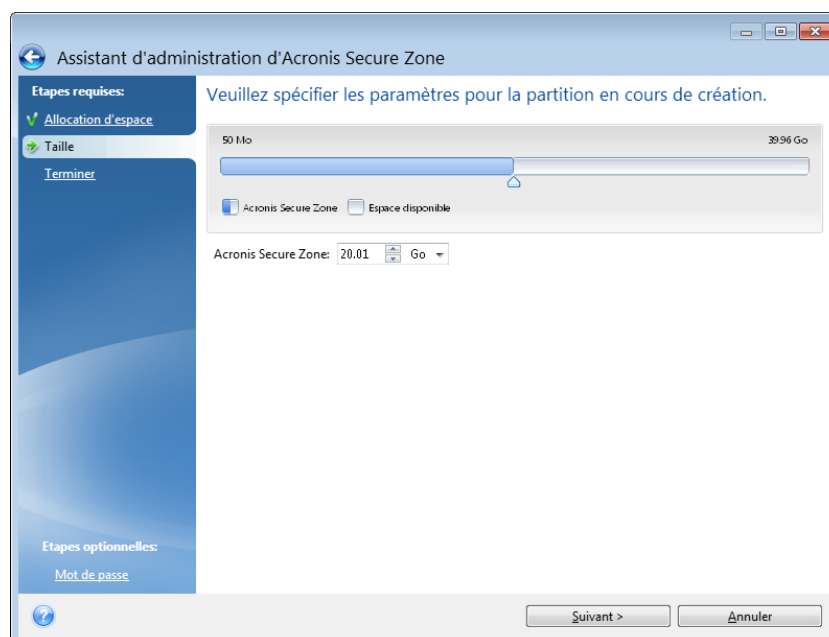 Assistant d'administration d'Acronis Secure Zone
Etapes requises:
Allocation d'espace
Taille
Terminer
Etapes optionnelles:
Mot de passe
Veuillez spécifier les paramètres pour la partition en cours de création.
50 Mo 39.96 Go
Acronis Secure Zone Espace disponible
Acronis Secure Zone: 20.01 Go
Suivant > Annuler